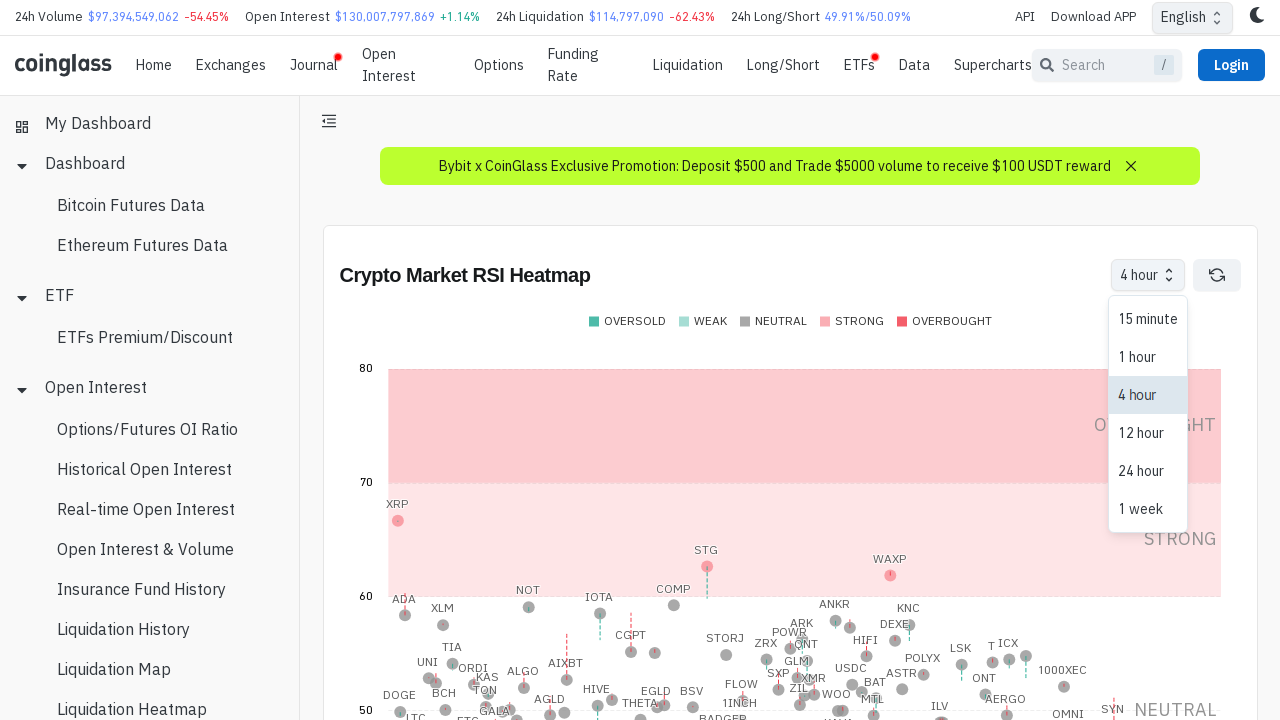 24h Volume $97,394,549,062 -54.45% Open Interest $130,007,797,869 +1.14% 24h Liquidation $114,797,090 -62.43% 24h Long/Short 49.91%/50.09% API Download APP English
coinglass Home Exchanges Journal Open Interest Options Funding Rate Liquidation Long/Short ETFs Data Supercharts Search / Login
My Dashboard
Dashboard
Bitcoin Futures Data
Ethereum Futures Data
ETF
ETFs Premium/Discount
Open Interest
Options/Futures OI Ratio
Historical Open Interest
Real-time Open Interest
Open Interest & Volume
Insurance Fund History
Liquidation History
Liquidation Map
Liquidation Heatmap
Bybit x CoinGlass Exclusive Promotion: Deposit $500 and Trade $5000 volume to receive $100 USDT reward
Crypto Market RSI Heatmap
4 hour
15 minute
1 hour
4 hour
12 hour
24 hour
1 week
OVERSOLD WEAK NEUTRAL STRONG OVERBOUGHT
80
70
XRP
STRONG
STG
WAXP
60
ADA
NOT
IOTA
COMP
XLM
ANKR
KNC
CGPT
STORJ
POWR
ARK
DEXE
TIA
ZRX
QNT
HIFI
LSK
T
ICX
UNI
ORDI
AIXBT
GLM
POLYX
KAS
ALGO
SXP
XMR
USDC
ASTR
1000XEC
DOGE
BCH
TON
HIVE
EGLD
BSV
FLOW
ZIL
WOO
BAT
ONT
AGLD
THETA
1INCH
MTL
ILV
AERGO
GALA
SYN
50
LTC
ETC
BADGER
OMNI
NEUTRAL